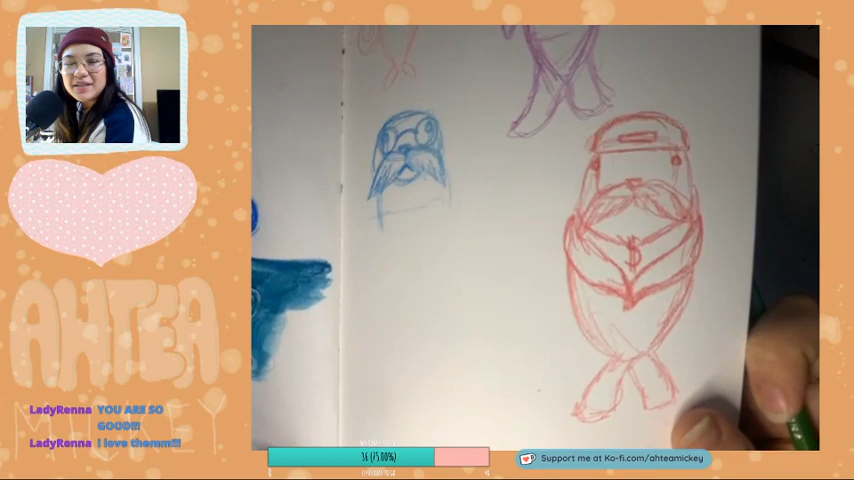 AHTEA
MICKEY
LadyRenna YOU ARE SO
GOOD!!!
LadyRenna i love themm!!!
36 (75.00%)
Support me at Ko-fi.com/ahteamickey